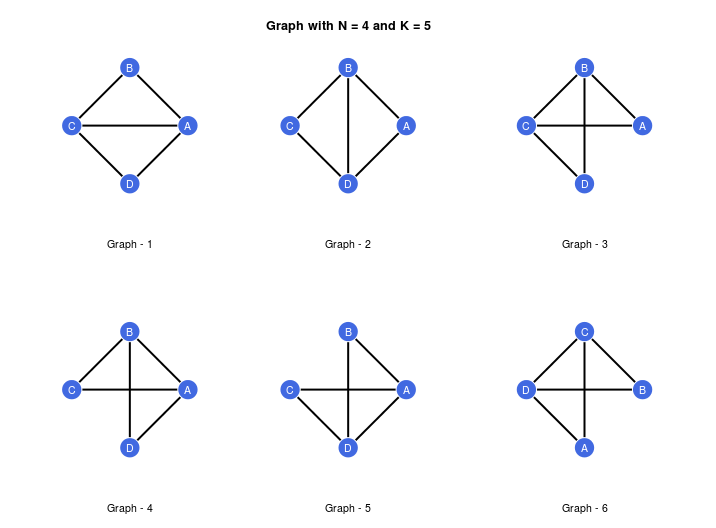 Graph with N = 4 and K = 5
B B B
C A C A C A
D D D
Graph - 1 Graph - 2 Graph - 3
B B C
C A C A D B
D D A
Graph - 4 Graph - 5 Graph - 6